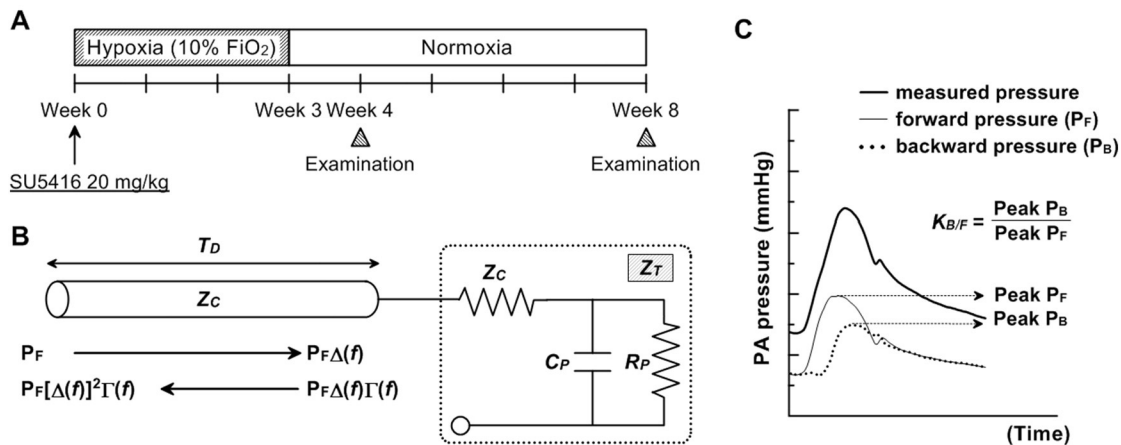 A
Hypoxia (10% FiO2)
Normoxia
Week 0
Week 3
Week 4
Week 8
Examination
Examination
SU5416 20 mg/kg
B
TD
ZC
PF
PFΔ(f)
PF[Δ(f)]²Γ(f)
PFΔ(f)Γ(f)
ZC
ZT
CP
RP
C
measured pressure
forward pressure (PF)
backward pressure (PB)
KB/F = Peak PB / Peak PF
PA pressure (mmHg)
Peak PF
Peak PB
(Time)